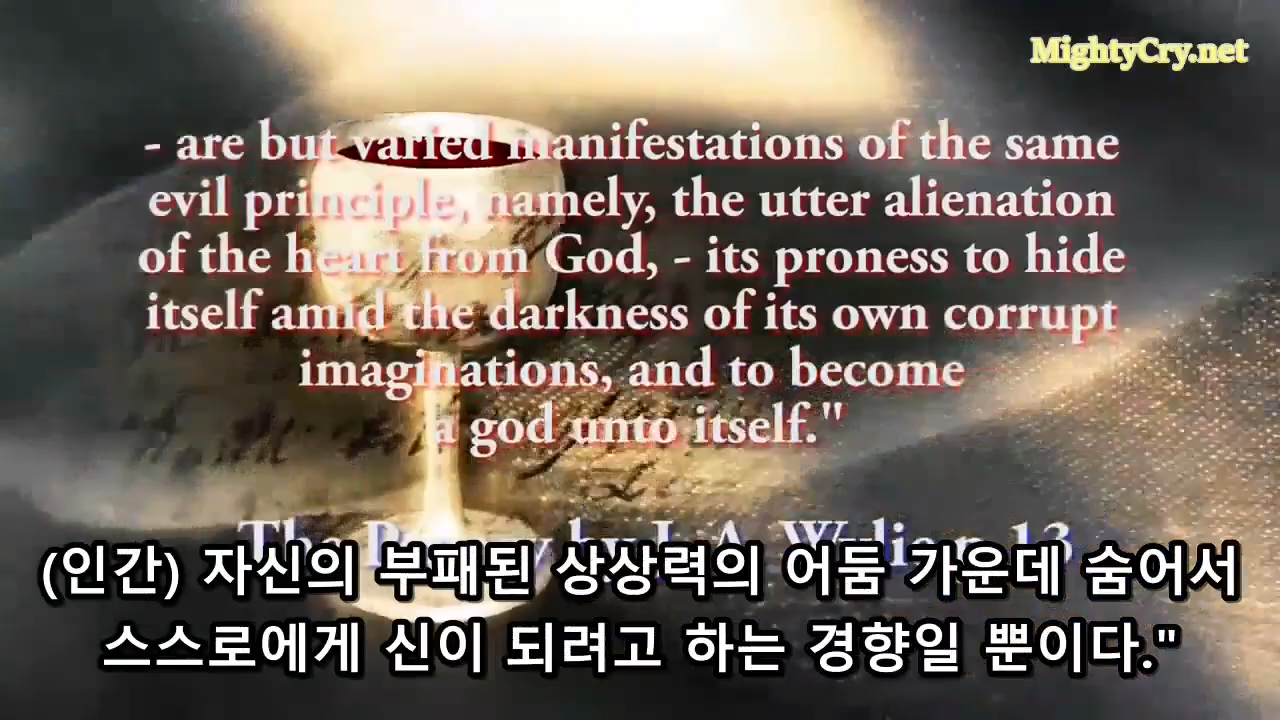 MightyCry.net
- are but varied manifestations of the same
evil principle, namely, the utter alienation
of the heart from God, - its proness to hide
itself amid the darkness of its own corrupt
imaginations, and to become
a god unto itself."
by J. A. Wylie p. 13
(인간) 자신의 부패된 상상력의 어둠 가운데 숨어서
스스로에게 신이 되려고 하는 경향일 뿐이다."